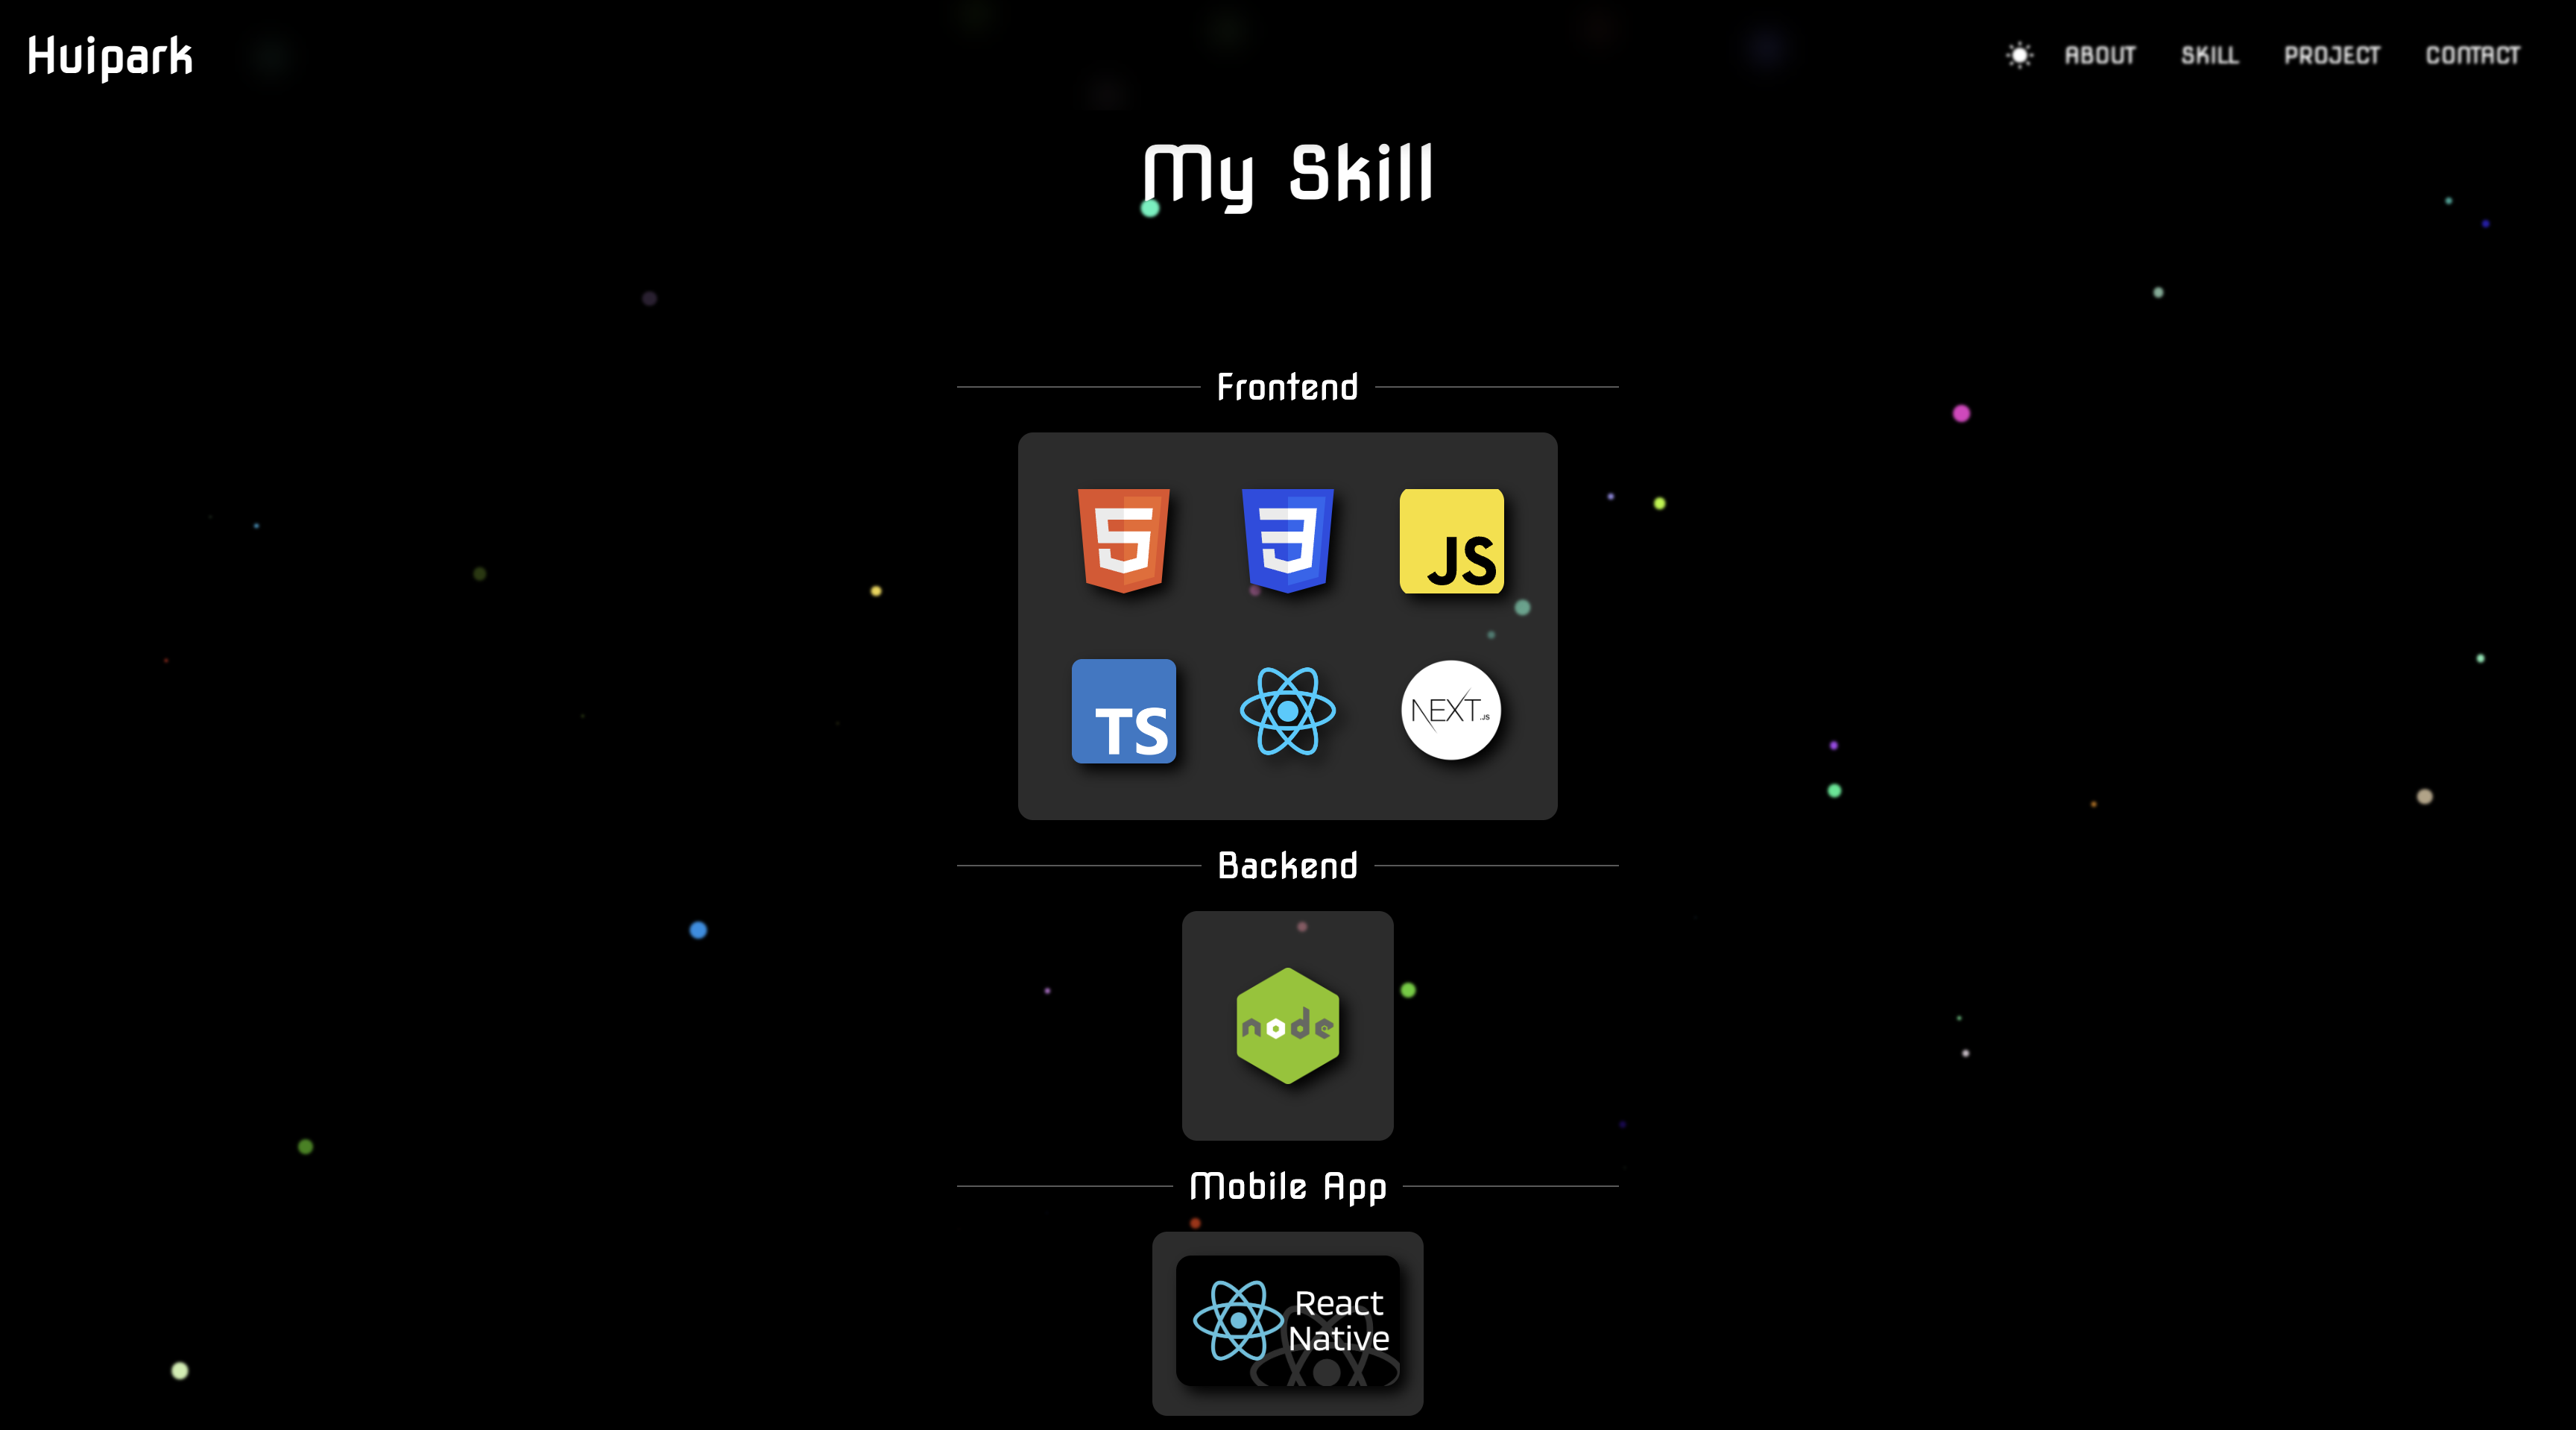 Huipark
ABOUT SKILL PROJECT CONTACT
My Skill
Frontend
5 3 JS
TS NEXT.JS
Backend
node
Mobile App
React
Native